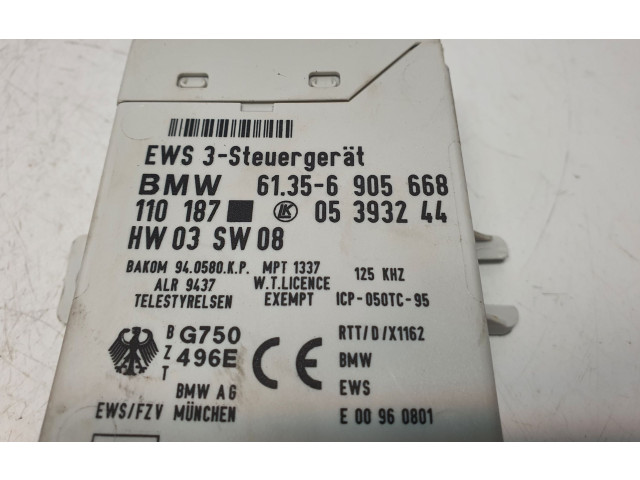 EWS 3-Steuergerät
BMW 61.35-6 905 668
110 187 LK 05 3932 44
HW 03 SW 08
BAKOM 94.0580.K.P. MPT 1337 125 KHZ
ALR 9437 W.T.LICENCE
TELESTYRELSEN EXEMPT ICP-050TC-95
BZT G750 496E CE RTT/D/X1162
BMW
BMW AG EWS
EWS/FZV MÜNCHEN E 00 96 0801